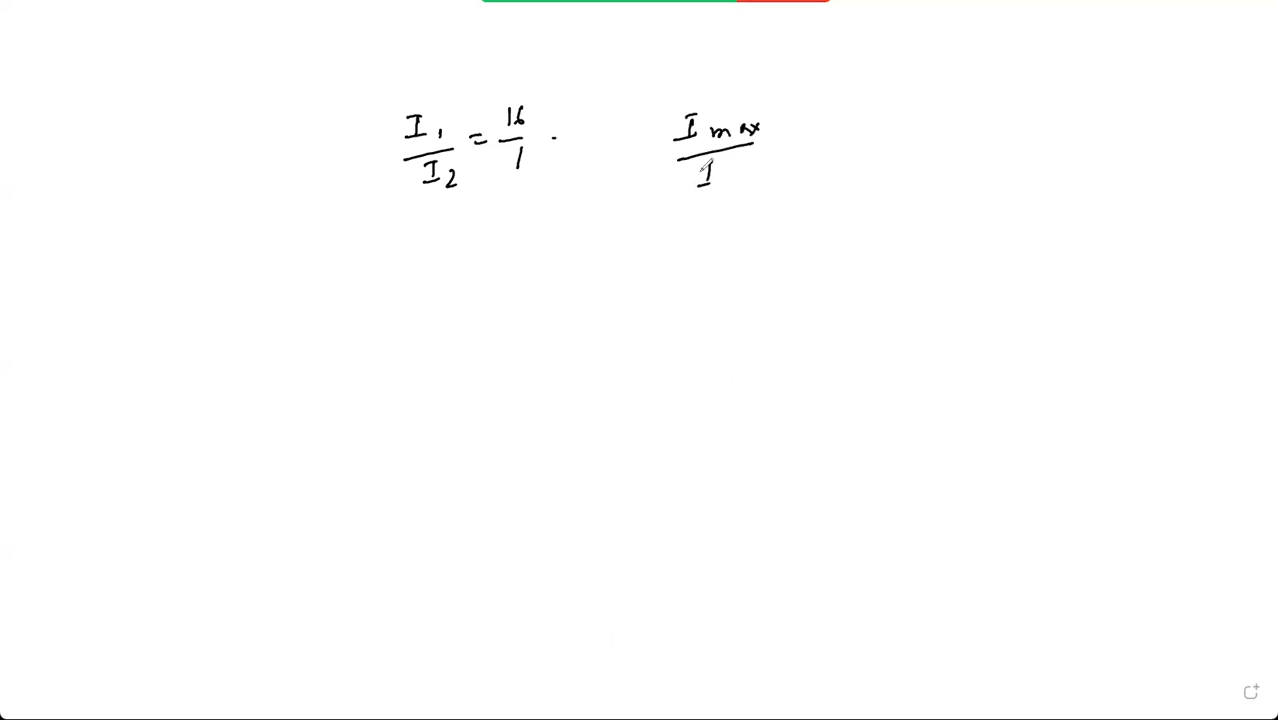 I1/I2 = 16/1 . Imax/I